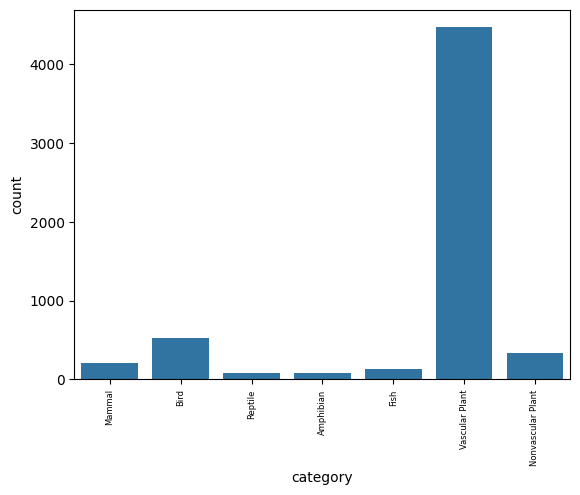 4000
3000
2000
1000
0
count
Mammal
Bird
Reptile
Amphibian
Fish
Vascular Plant
Nonvascular Plant
category